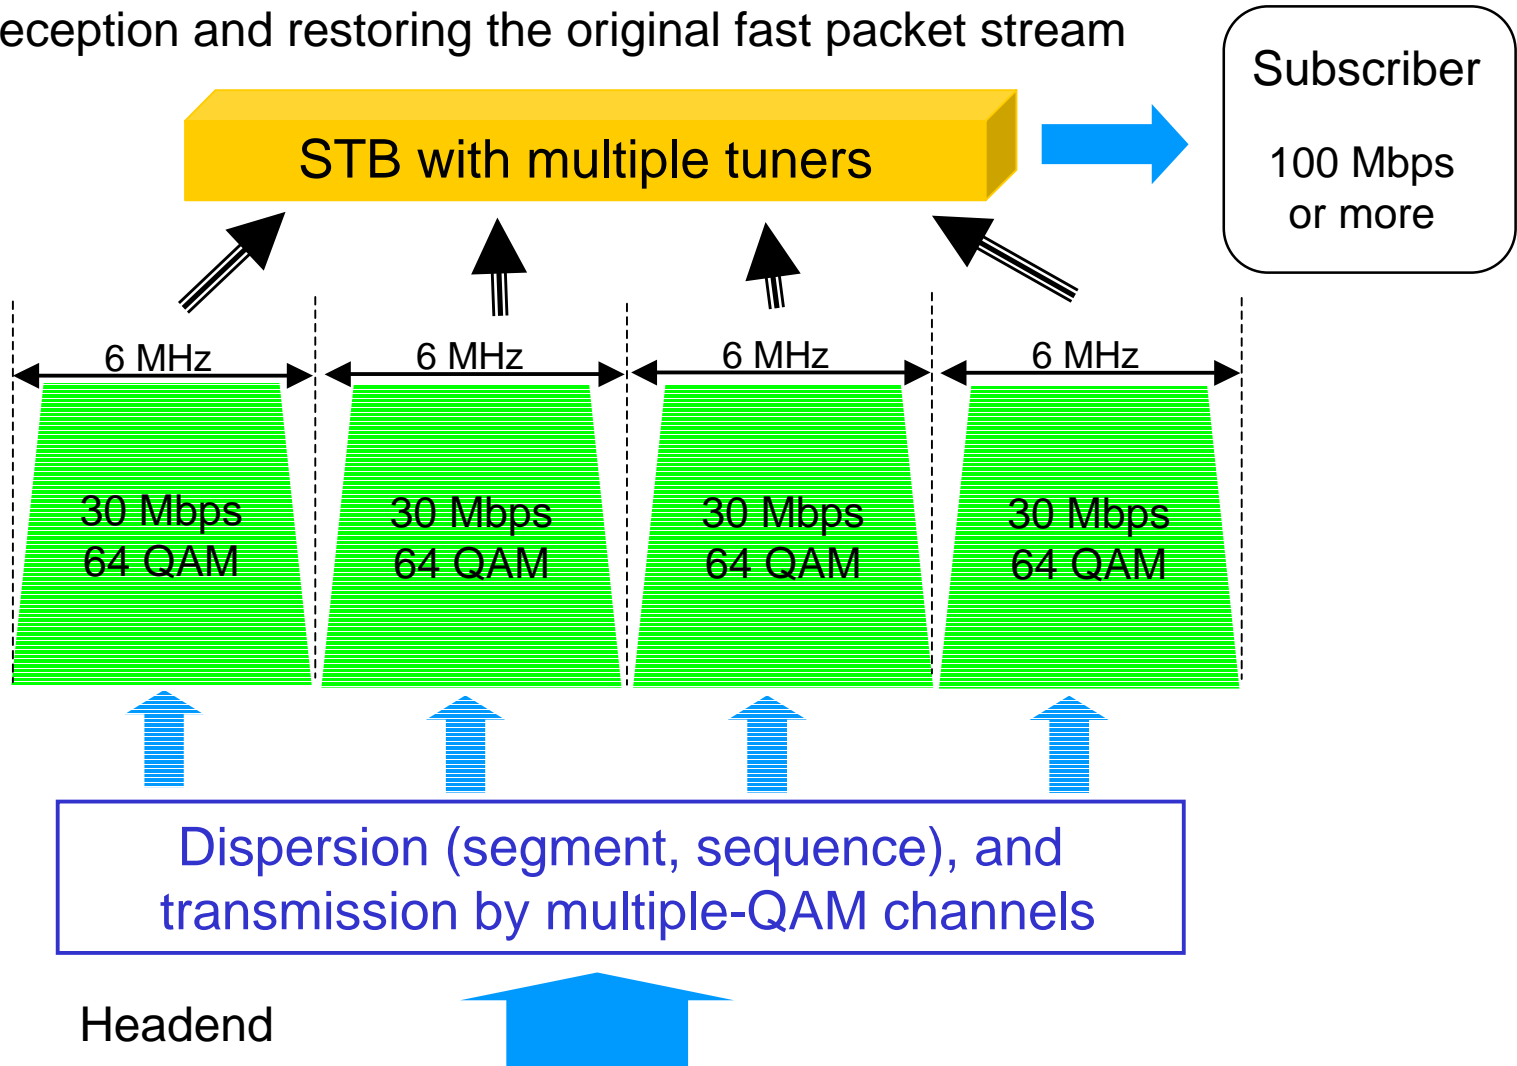 eception and restoring the original fast packet stream
Subscriber
100 Mbps
or more
STB with multiple tuners
6 MHz
6 MHz
6 MHz
6 MHz
30 Mbps
64 QAM
30 Mbps
64 QAM
30 Mbps
64 QAM
30 Mbps
64 QAM
Dispersion (segment, sequence), and
transmission by multiple-QAM channels
Headend